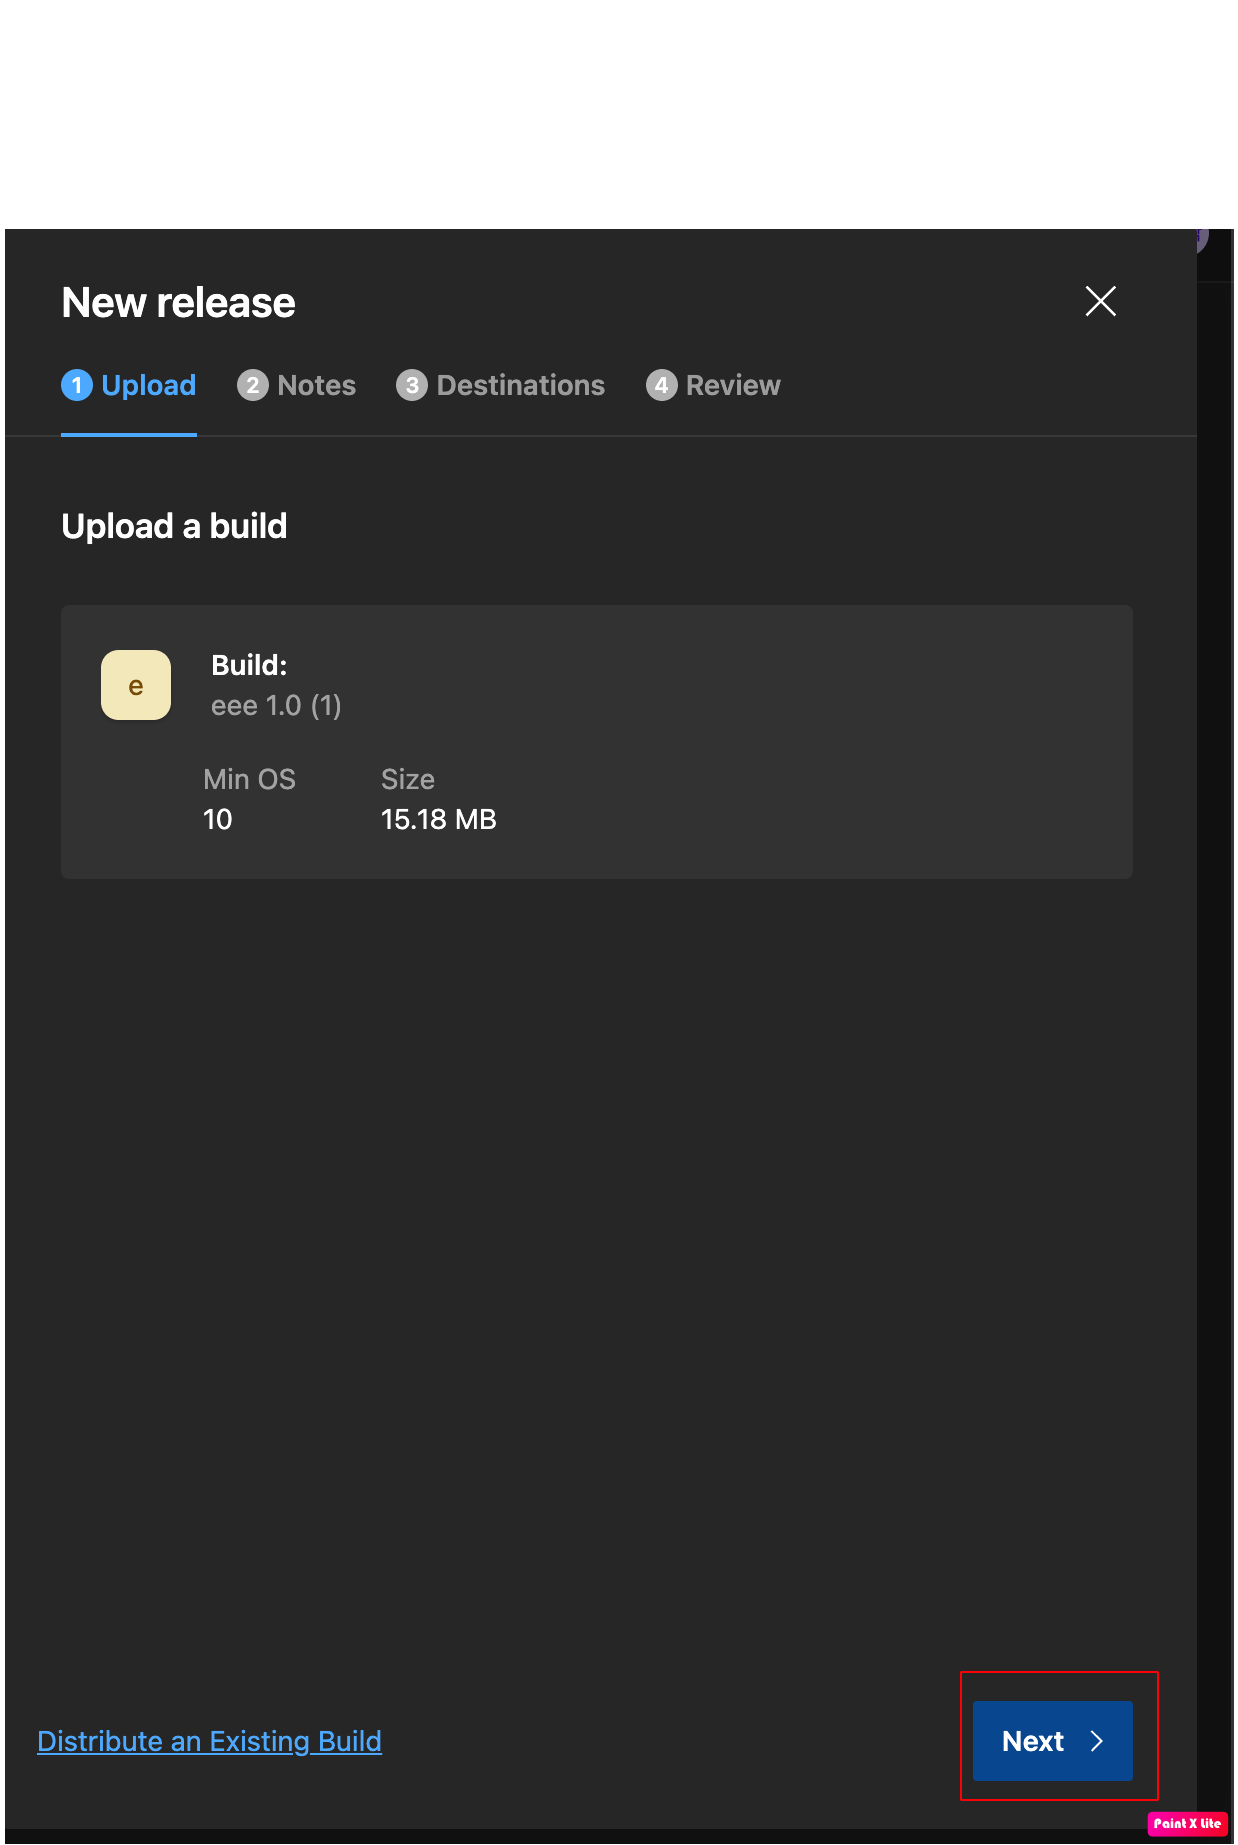 New release
1 Upload 2 Notes 3 Destinations 4 Review
Upload a build
e
Build:
eee 1.0 (1)
Min OS Size
10 15.18 MB
Distribute an Existing Build
Next
Paint X Lite